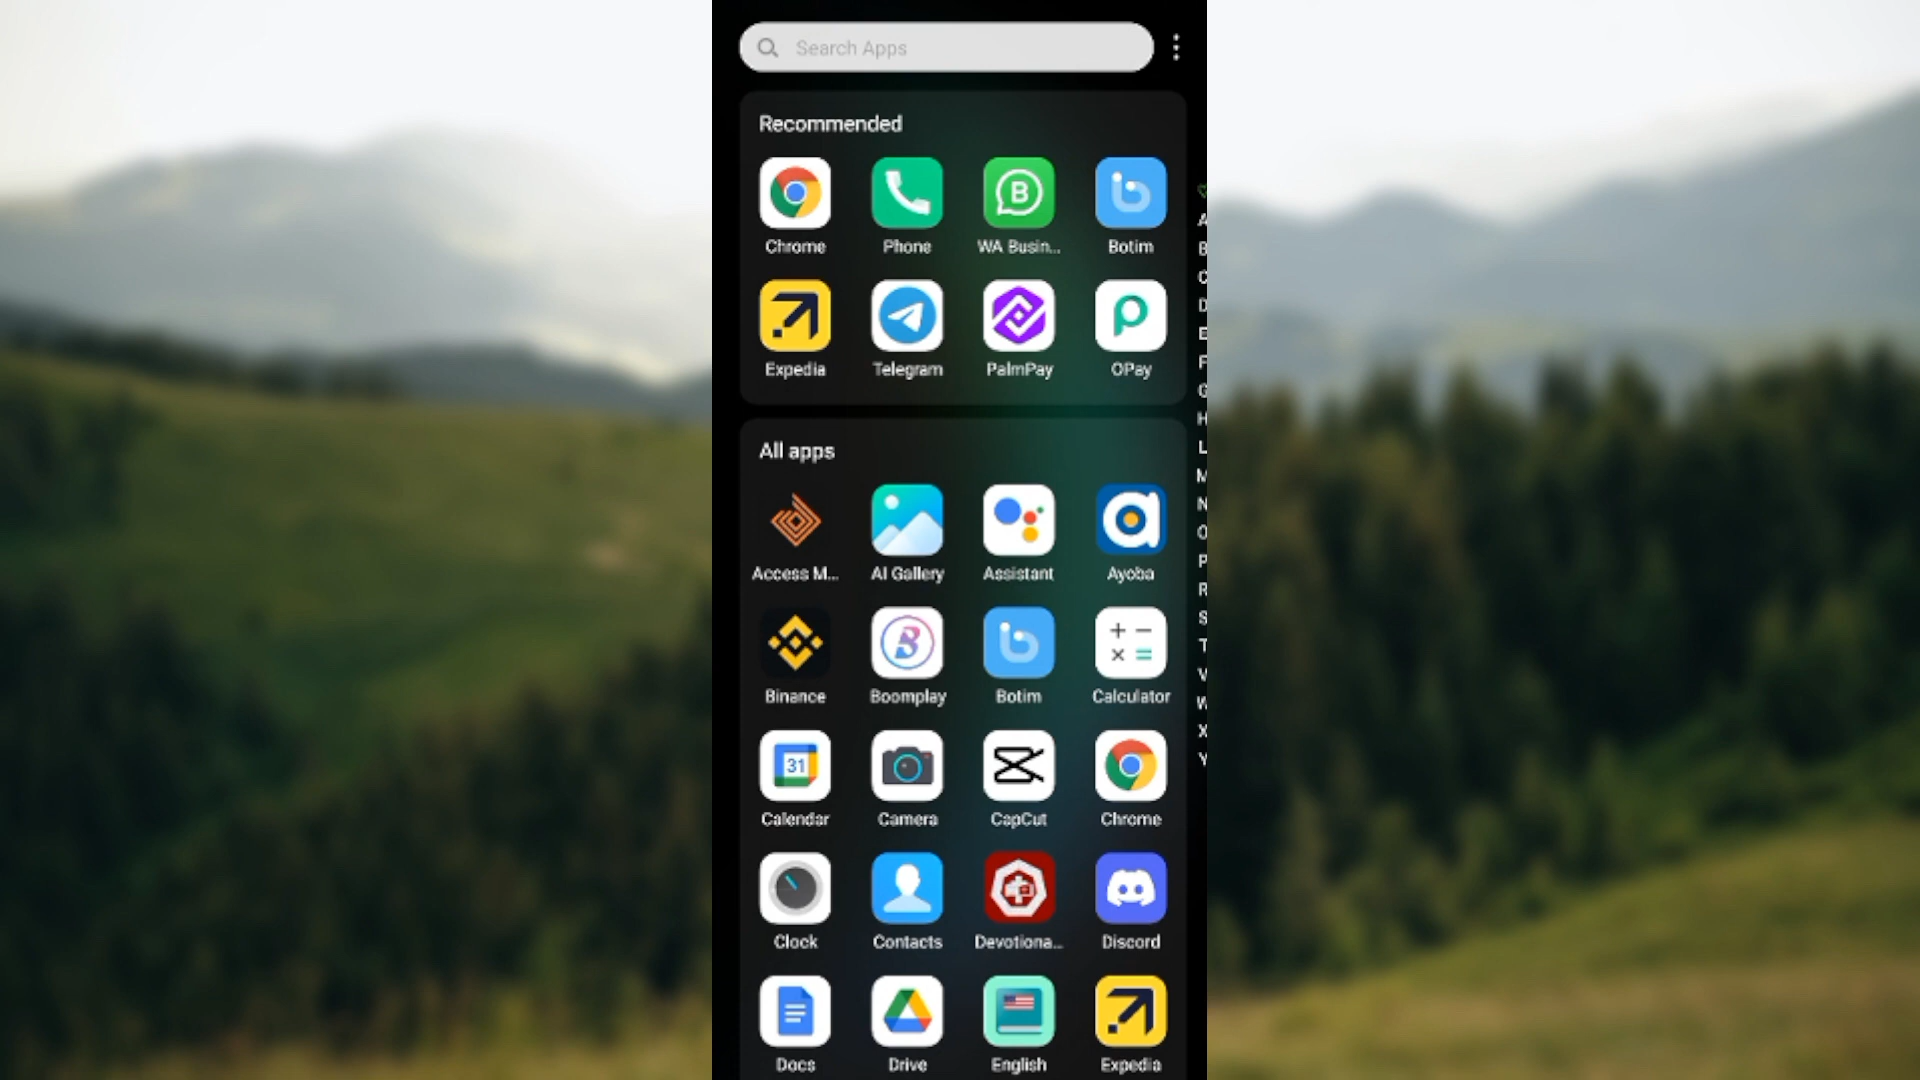 Search Apps
Recommended
Chrome Phone WA Busin... Botim
Expedia Telegram PalmPay OPay
All apps
Access M... AI Gallery Assistant Ayoba
Binance Boomplay Botim Calculator
31
Calendar Camera CapCut Chrome
Clock Contacts Devotiona... Discord
Docs Drive English Expedia
A
B
C
D
E
F
G
H
L
M
N
O
P
R
S
T
V
W
X
Y